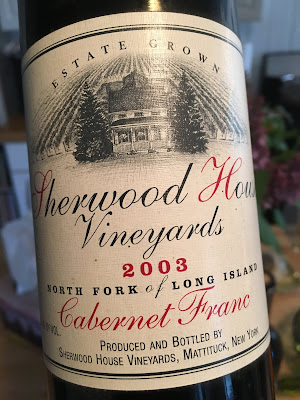 ESTATE GROWN
Sherwood House
Vineyards
2003
NORTH FORK of LONG ISLAND
Cabernet Franc
PRODUCED AND BOTTLED BY
SHERWOOD HOUSE VINEYARDS, MATTITUCK, NEW YORK